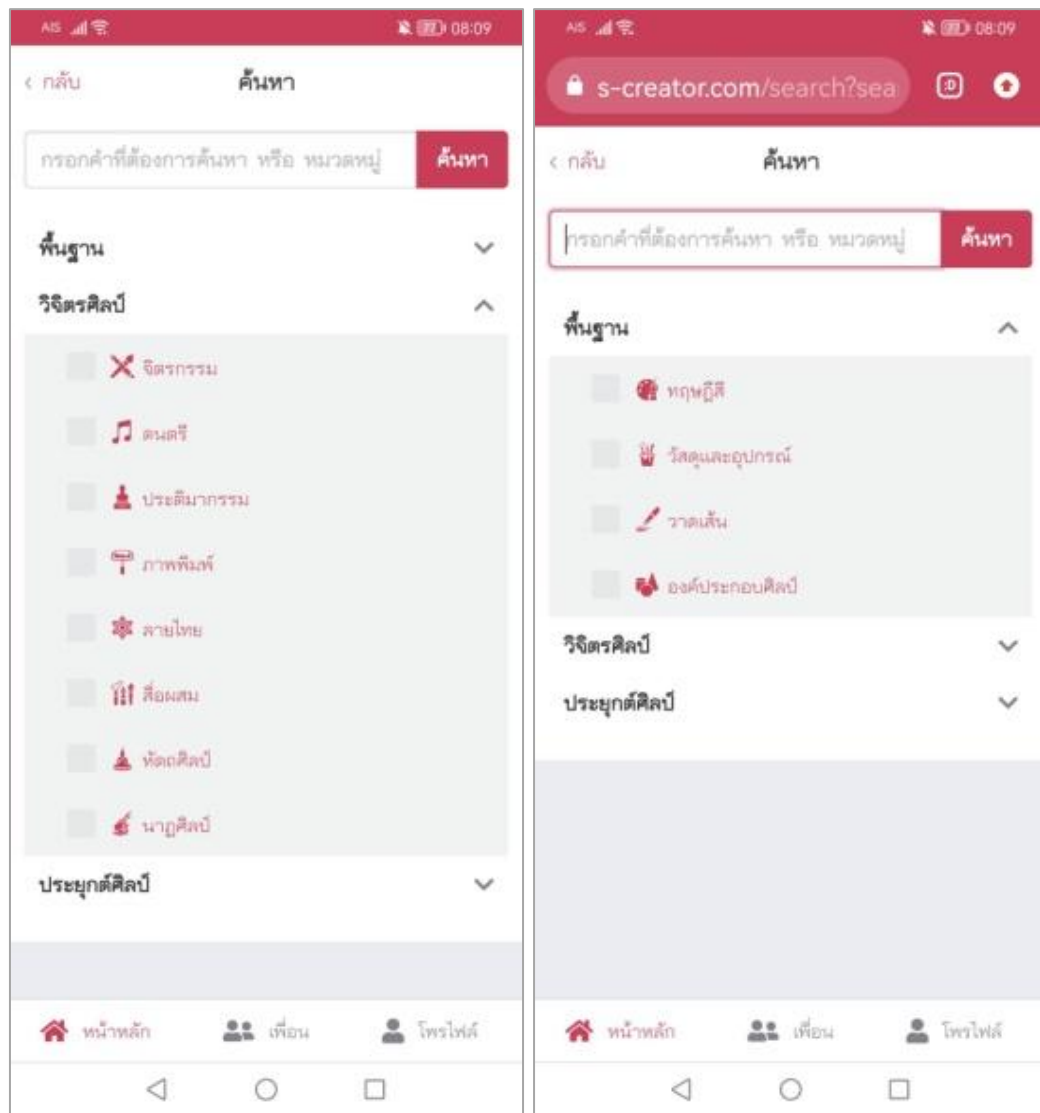 AIS
08:09
< กลับ
ค้นหา
กรอกคำที่ต้องการค้นหา หรือ หมวดหมู่
ค้นหา
พื้นฐาน
วิจิตรศิลป์
จิตรกรรม
ดนตรี
ประติมากรรม
ภาพพิมพ์
ลายไทย
สื่อผสม
หัตถศิลป์
นาฏศิลป์
ประยุกต์ศิลป์
หน้าหลัก
เพื่อน
โพรไฟล์
AIS
08:09
s-creator.com/search?sea
:D
< กลับ
ค้นหา
กรอกคำที่ต้องการค้นหา หรือ หมวดหมู่
ค้นหา
พื้นฐาน
ทฤษฎีสี
วัสดุและอุปกรณ์
วาดเส้น
องค์ประกอบศิลป์
วิจิตรศิลป์
ประยุกต์ศิลป์
หน้าหลัก
เพื่อน
โพรไฟล์